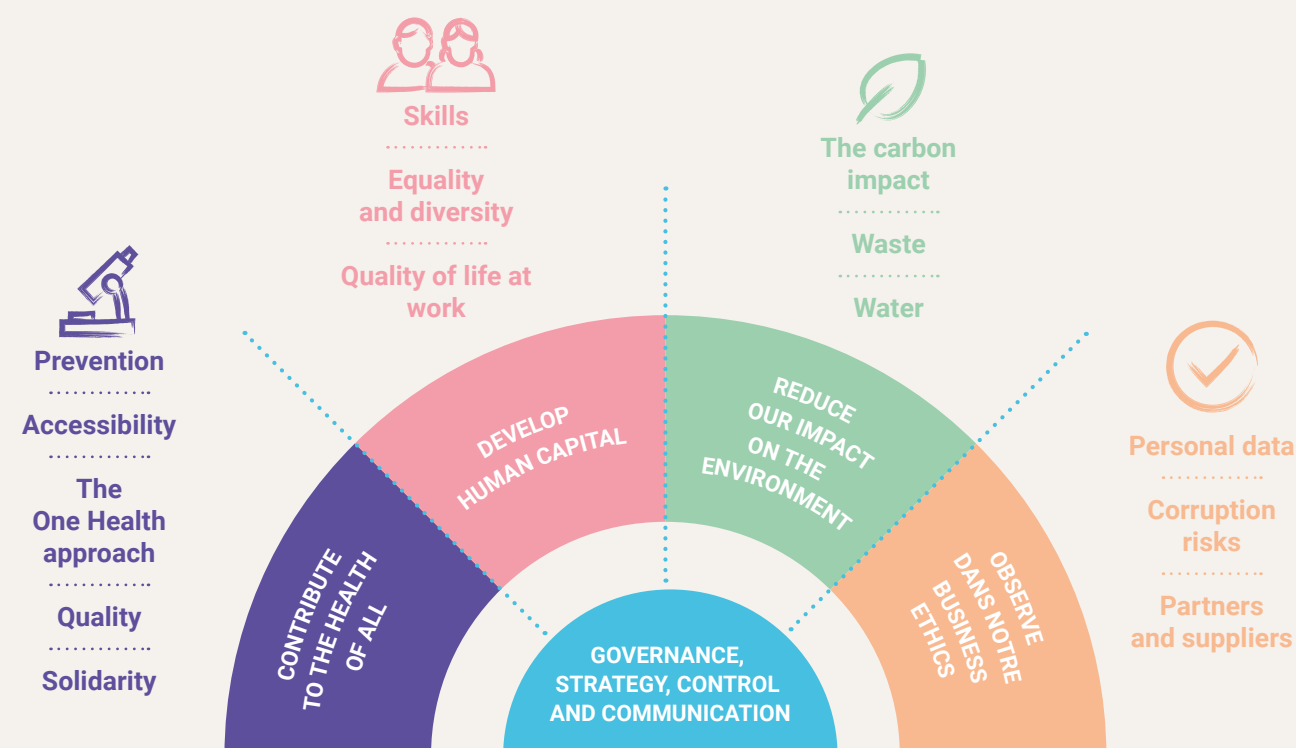 Skills
Equality
and diversity
Quality of life at
work
The carbon
impact
Waste
Water
Prevention
Accessibility
The
One Health
approach
Quality
Solidarity
Personal data
Corruption
risks
Partners
and suppliers
CONTRIBUTE
TO THE HEALTH
OF ALL
DEVELOP
HUMAN CAPITAL
REDUCE
OUR IMPACT
ON THE
ENVIRONMENT
OBSERVE
DANS NOTRE
BUSINESS
ETHICS
GOVERNANCE,
STRATEGY, CONTROL
AND COMMUNICATION